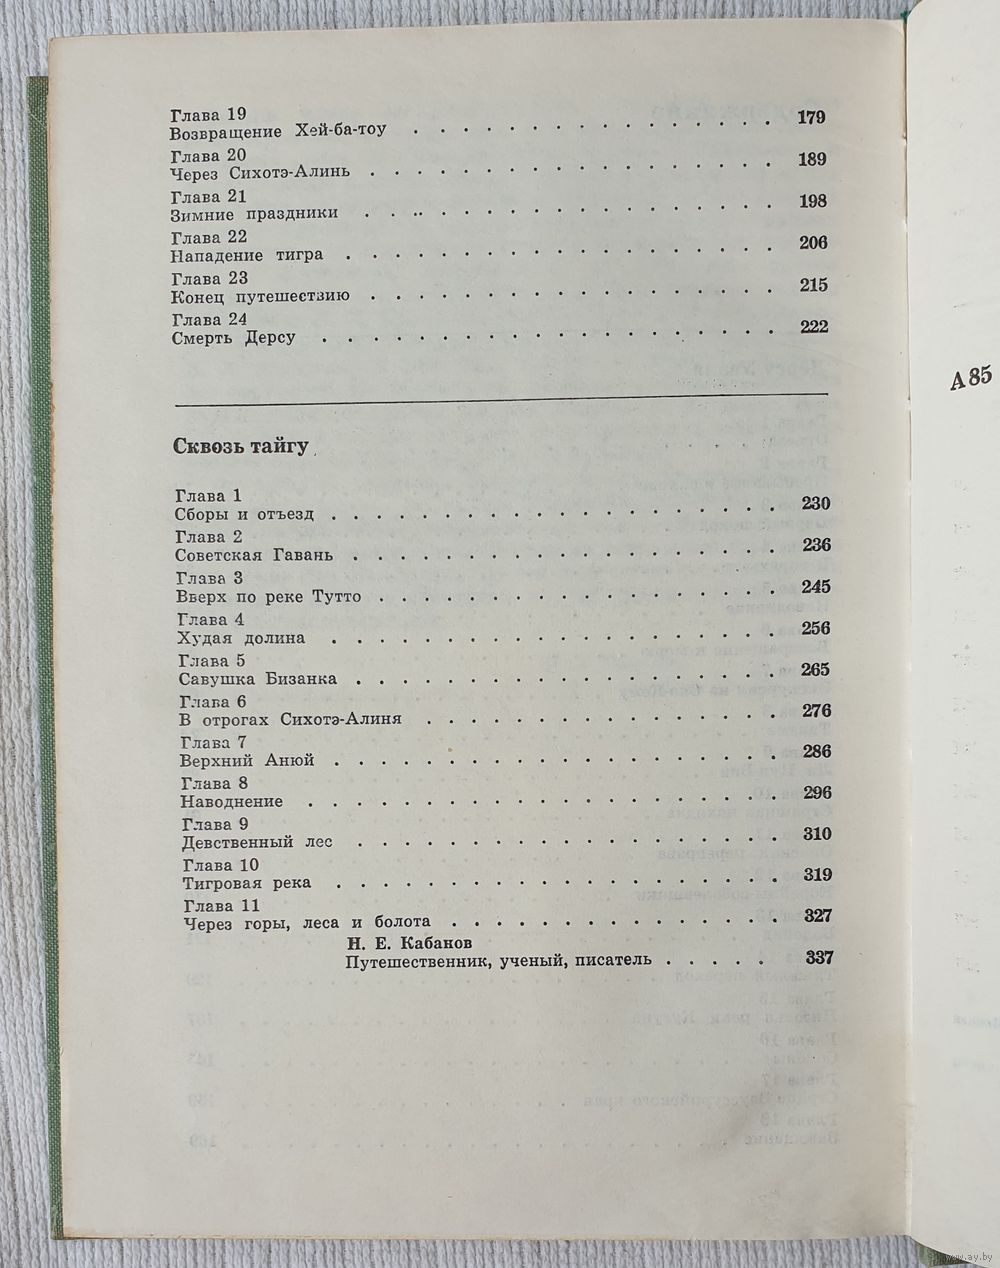 Глава 19
Возвращение Хей-ба-тоу . . . . . . . . . . . . . . . 179
Глава 20
Через Сихотэ-Алинь . . . . . . . . . . . . . . . . . 189
Глава 21
Зимние праздники . . . . . . . . . . . . . . . . . . 198
Глава 22
Нападение тигра . . . . . . . . . . . . . . . . . . . 206
Глава 23
Конец путешествию . . . . . . . . . . . . . . . . . 215
Глава 24
Смерть Дерсу . . . . . . . . . . . . . . . . . . . . 222
Сквозь тайгу
Глава 1
Сборы и отъезд . . . . . . . . . . . . . . . . . . . 230
Глава 2
Советская Гавань . . . . . . . . . . . . . . . . . . 236
Глава 3
Вверх по реке Тутто . . . . . . . . . . . . . . . . . 245
Глава 4
Худая долина . . . . . . . . . . . . . . . . . . . 256
Глава 5
Савушка Бизанка . . . . . . . . . . . . . . . . . . 265
Глава 6
В отрогах Сихотэ-Алиня . . . . . . . . . . . . . . . 276
Глава 7
Верхний Анюй . . . . . . . . . . . . . . . . . . . 286
Глава 8
Наводнение . . . . . . . . . . . . . . . . . . . . 296
Глава 9
Девственный лес . . . . . . . . . . . . . . . . . . 310
Глава 10
Тигровая река . . . . . . . . . . . . . . . . . . . 319
Глава 11
Через горы, леса и болота . . . . . . . . . . . . . . 327
Н. Е. Кабанов
Путешественник, ученый, писатель . . . . . 337
А85
www.ay.by